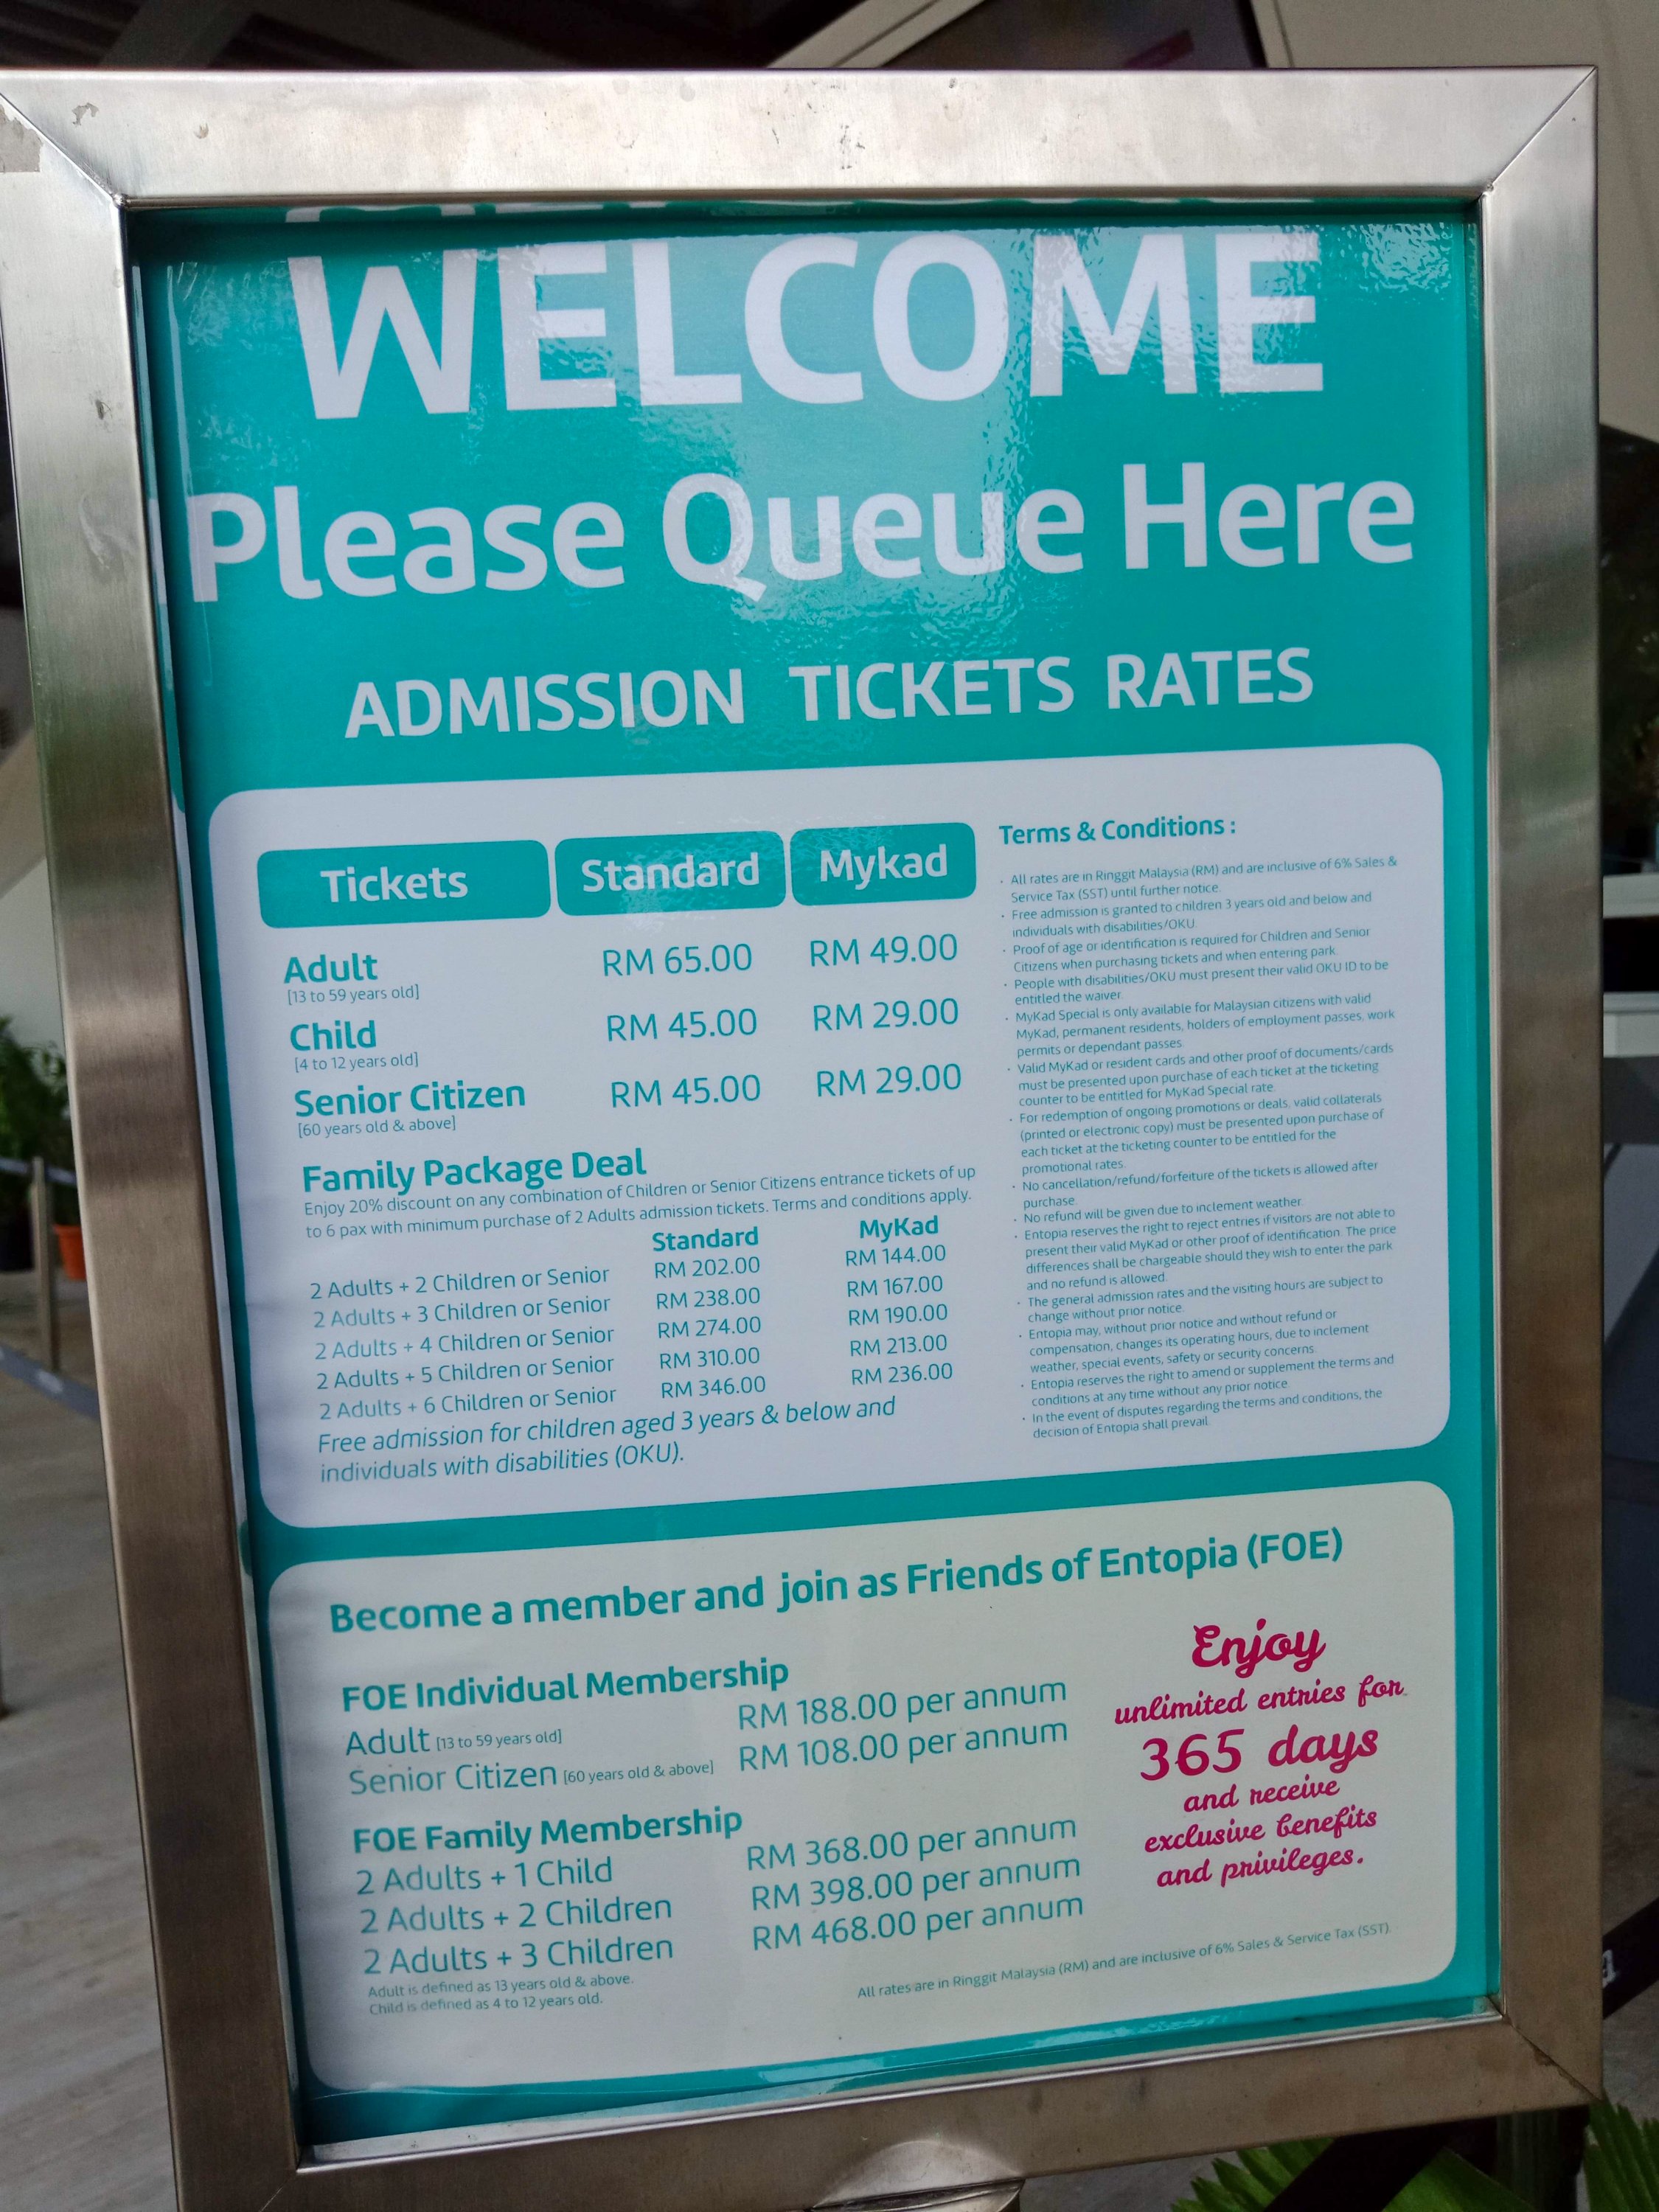 WELCOME
Please Queue Here
ADMISSION TICKETS RATES
Tickets Standard Mykad
Adult RM 65.00 RM 49.00
[13 to 59 years old]
Child RM 45.00 RM 29.00
[4 to 12 years old]
Senior Citizen RM 45.00 RM 29.00
[60 years old & above]
Family Package Deal
Enjoy 20% discount on any combination of Children or Senior Citizens entrance tickets of up
to 6 pax with minimum purchase of 2 Adults admission tickets. Terms and conditions apply.
Standard MyKad
2 Adults + 2 Children or Senior RM 202.00 RM 144.00
2 Adults + 3 Children or Senior RM 238.00 RM 167.00
2 Adults + 4 Children or Senior RM 274.00 RM 190.00
2 Adults + 5 Children or Senior RM 310.00 RM 213.00
2 Adults + 6 Children or Senior RM 346.00 RM 236.00
Free admission for children aged 3 years & below and
individuals with disabilities (OKU).
Terms & Conditions :
· All rates are in Ringgit Malaysia (RM) and are inclusive of 6% Sales &
Service Tax (SST) until further notice.
· Free admission is granted to children 3 years old and below and
individuals with disabilities/OKU.
· Proof of age or identification is required for Children and Senior
Citizens when purchasing tickets and when entering park.
· People with disabilities/OKU must present their valid OKU ID to be
entitled the waiver.
· MyKad Special is only available for Malaysian citizens with valid
MyKad, permanent residents, holders of employment passes, work
permits or dependant passes.
· Valid MyKad or resident cards and other proof of documents/cards
must be presented upon purchase of each ticket at the ticketing
counter to be entitled for MyKad Special rate.
· For redemption of ongoing promotions or deals, valid collaterals
(printed or electronic copy) must be presented upon purchase of
each ticket at the ticketing counter to be entitled for the
promotional rates.
· No cancellation/refund/forfeiture of the tickets is allowed after
purchase.
· No refund will be given due to inclement weather.
· Entopia reserves the right to reject entries if visitors are not able to
present their valid MyKad or other proof of identification. The price
differences shall be chargeable should they wish to enter the park
and no refund is allowed.
· The general admission rates and the visiting hours are subject to
change without prior notice.
· Entopia may, without prior notice and without refund or
compensation, changes its operating hours, due to inclement
weather, special events, safety or security concerns.
· Entopia reserves the right to amend or supplement the terms and
conditions at any time without any prior notice.
· In the event of disputes regarding the terms and conditions, the
decision of Entopia shall prevail.
Become a member and join as Friends of Entopia (FOE)
FOE Individual Membership
Adult [13 to 59 years old] RM 188.00 per annum
Senior Citizen [60 years old & above] RM 108.00 per annum
FOE Family Membership
2 Adults + 1 Child RM 368.00 per annum
2 Adults + 2 Children RM 398.00 per annum
2 Adults + 3 Children RM 468.00 per annum
Adult is defined as 13 years old & above.
Child is defined as 4 to 12 years old.
Enjoy
unlimited entries for
365 days
and receive
exclusive benefits
and privileges.
All rates are in Ringgit Malaysia (RM) and are inclusive of 6% Sales & Service Tax (SST).